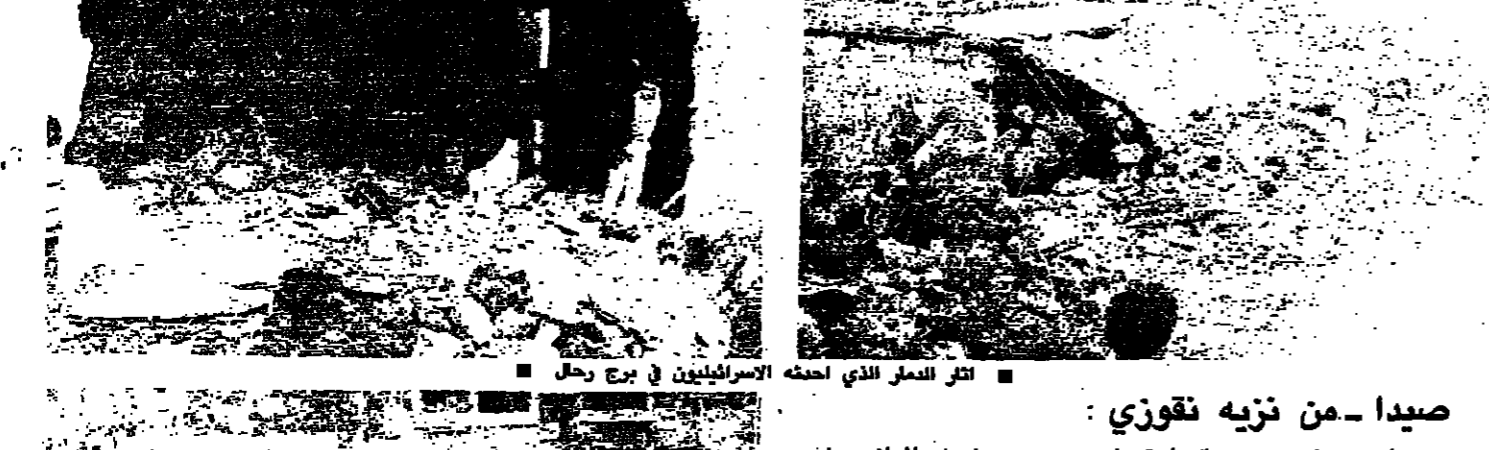 ■ اثار الدمار الذي احدثه الاسرائيليون في برج رحال ■
صيدا ـ من نزيه نقوزي :